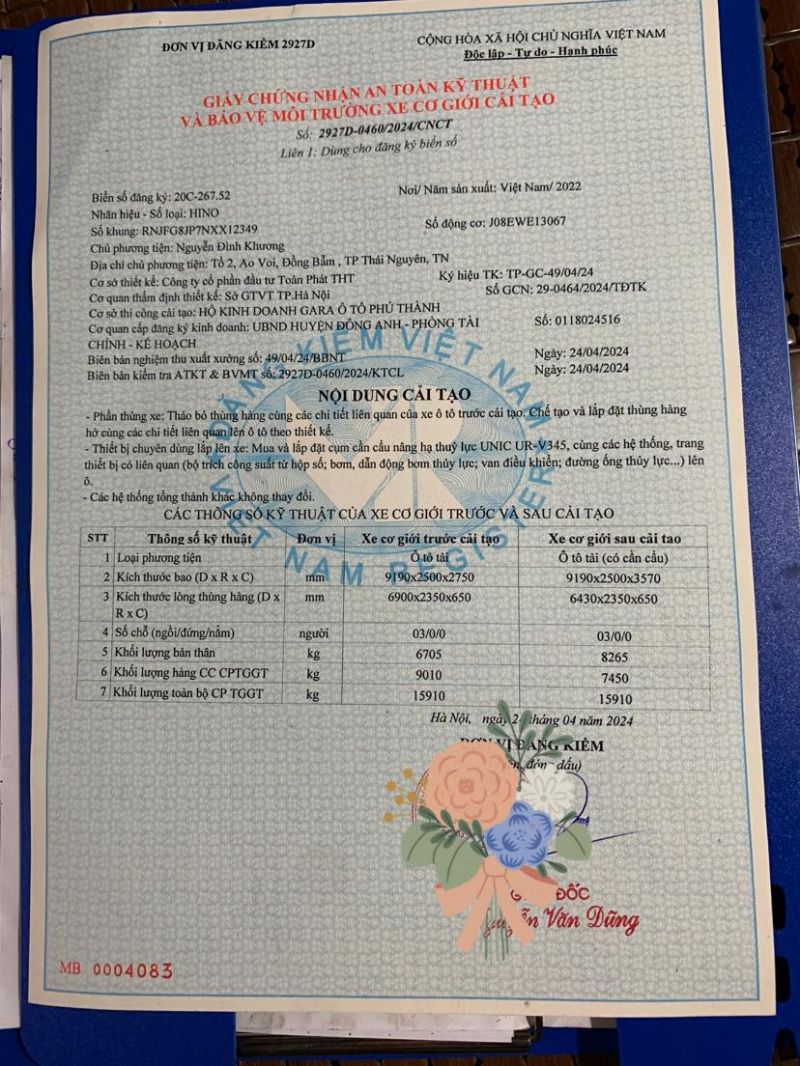 ĐƠN VỊ ĐĂNG KIỂM 2927D
CỘNG HÒA XÃ HỘI CHỦ NGHĨA VIỆT NAM
Độc lập - Tự do - Hạnh phúc
GIẤY CHỨNG NHẬN AN TOÀN KỸ THUẬT
VÀ BẢO VỆ MÔI TRƯỜNG XE CƠ GIỚI CẢI TẠO
Số: 2927D-0460/2024/CNCT
Liên 1: Dùng cho đăng ký biển số
Biển số đăng ký: 20C-267.52
Nơi/ Năm sản xuất: Việt Nam/ 2022
Nhãn hiệu - Số loại: HINO
Số khung: RNJFG8JP7NXX12349
Số động cơ: J08EWE13067
Chủ phương tiện: Nguyễn Đình Khương
Địa chỉ chủ phương tiện: Tổ 2, Ao Voi, Đồng Bẩm , TP Thái Nguyên, TN
Cơ sở thiết kế: Công ty cổ phần đầu tư Toàn Phát THT
Ký hiệu TK: TP-GC-49/04/24
Cơ quan thẩm định thiết kế: Sở GTVT TP.Hà Nội
Số GCN: 29-0464/2024/TĐTK
Cơ sở thi công cải tạo: HỘ KINH DOANH GARA Ô TÔ PHÚ THÀNH
Cơ quan cấp đăng ký kinh doanh: UBND HUYỆN ĐÔNG ANH - PHÒNG TÀI
CHÍNH - KẾ HOẠCH
Số: 0118024516
Biên bản nghiệm thu xuất xưởng số: 49/04/24/BBNT
Ngày: 24/04/2024
Biên bản kiểm tra ATKT & BVMT số: 2927D-0460/2024/KTCL
Ngày: 24/04/2024
ĐĂNG KIỂM VIỆT NAM
VR
VIET NAM REGISTER
NỘI DUNG CẢI TẠO
- Phần thùng xe: Tháo bỏ thùng hàng cùng các chi tiết liên quan của xe ô tô trước cải tạo. Chế tạo và lắp đặt thùng hàng
hở cùng các chi tiết liên quan lên ô tô theo thiết kế.
- Thiết bị chuyên dùng lắp lên xe: Mua và lắp đặt cụm cần cẩu nâng hạ thuỷ lực UNIC UR-V345, cùng các hệ thống, trang
thiết bị có liên quan (bộ trích công suất từ hộp số; bơm, dẫn động bơm thủy lực; van điều khiển; đường ống thủy lực...) lên
ô.
- Các hệ thống tổng thành khác không thay đổi.
CÁC THÔNG SỐ KỸ THUẬT CỦA XE CƠ GIỚI TRƯỚC VÀ SAU CẢI TẠO
STT Thông số kỹ thuật Đơn vị Xe cơ giới trước cải tạo Xe cơ giới sau cải tao
1 Loại phương tiện Ô tô tải Ô tô tải (có cần cẩu)
2 Kích thước bao (D x R x C) mm 9190x2500x2750 9190x2500x3570
3 Kích thước lòng thùng hàng (D x mm 6900x2350x650 6430x2350x650
R x C)
4 Số chỗ (ngồi/đứng/nằm) người 03/0/0 03/0/0
5 Khối lượng bản thân kg 6705 8265
6 Khối lượng hàng CC CPTGGT kg 9010 7450
7 Khối lượng toàn bộ CP TGGT kg 15910 15910
Hà Nội, ngày 2 tháng 04 năm 2024
ĐƠN VỊ ĐĂNG KIỂM
đón dấu)
ĐỐC
Văn Dũng
MB 0004083